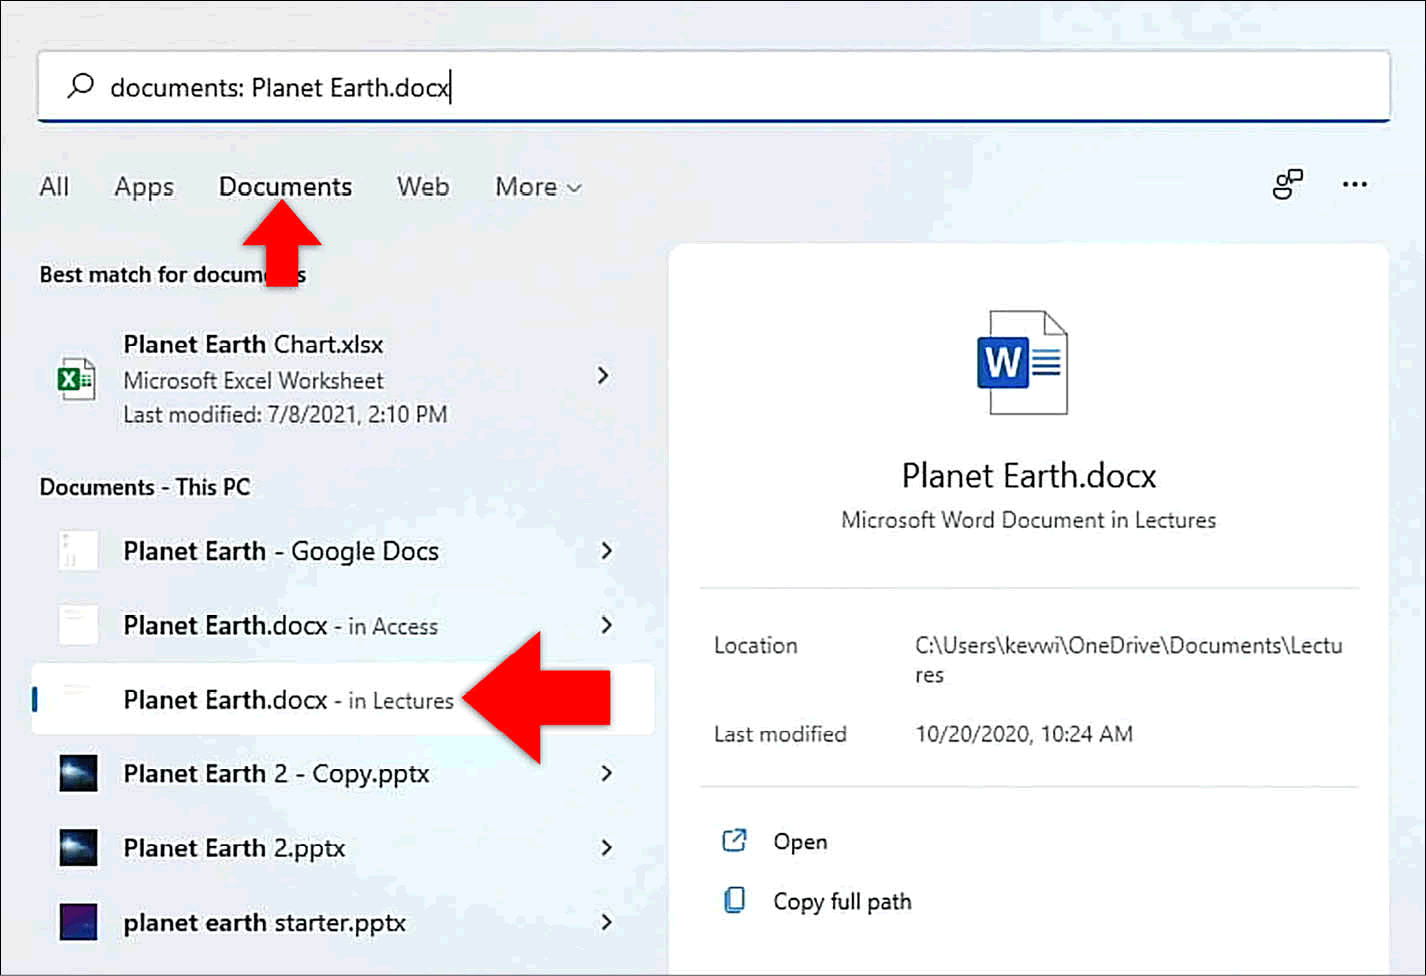 documents: Planet Earth.docx
All Apps Documents Web More
Best match for documents
Planet Earth Chart.xlsx
Microsoft Excel Worksheet
Last modified: 7/8/2021, 2:10 PM
Documents - This PC
Planet Earth - Google Docs
Planet Earth.docx - in Access
Planet Earth.docx - in Lectures
Planet Earth 2 - Copy.pptx
Planet Earth 2.pptx
planet earth starter.pptx
W
Planet Earth.docx
Microsoft Word Document in Lectures
Location C:\Users\kevwi\OneDrive\Documents\Lectu
res
Last modified 10/20/2020, 10:24 AM
Open
Copy full path